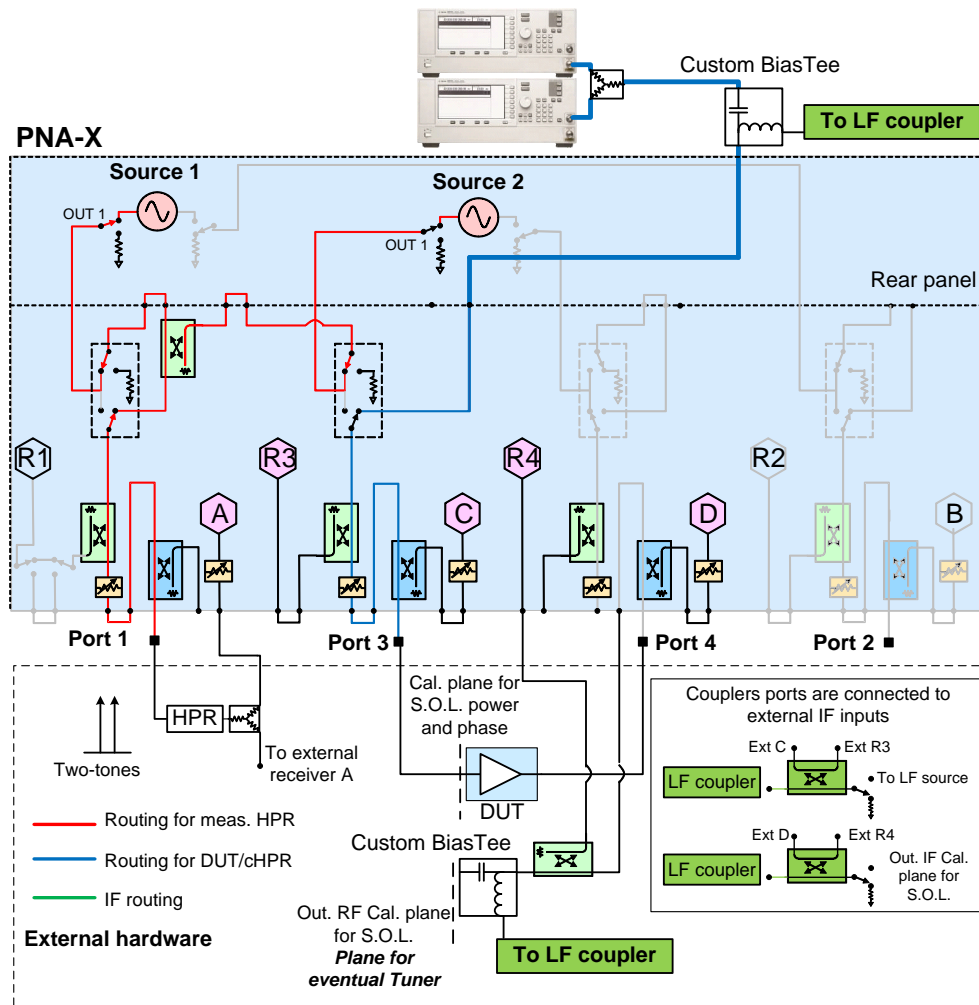 Custom BiasTee
To LF coupler
PNA-X
Source 1
Source 2
OUT 1
OUT 1
Rear panel
R1
A
R3
C
R4
D
R2
B
Port 1
Port 3
Port 4
Port 2
Two-tones
HPR
To external
receiver A
Cal. plane for
S.O.L. power
and phase
DUT
Routing for meas. HPR
Routing for DUT/cHPR
IF routing
External hardware
Custom BiasTee
Out. RF Cal. plane
for S.O.L.
Plane for
eventual Tuner
To LF coupler
Couplers ports are connected to
external IF inputs
Ext C
Ext R3
LF coupler
To LF source
Ext D
Ext R4
LF coupler
Out. IF Cal.
plane for
S.O.L.